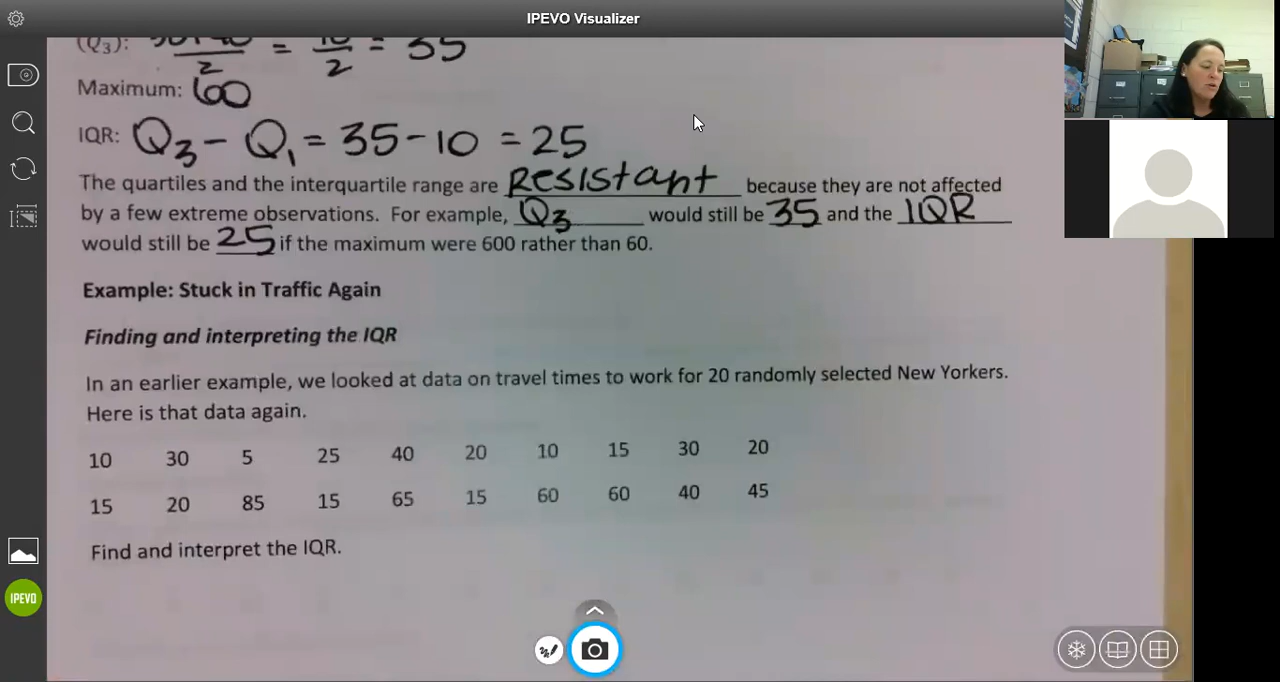 IPEVO Visualizer
(Q3): = = 35
2 2
Maximum: 60
IQR: Q3 - Q1 = 35 - 10 = 25
The quartiles and the interquartile range are Resistant because they are not affected
by a few extreme observations. For example, Q3 would still be 35 and the IQR
would still be 25 if the maximum were 600 rather than 60.
Example: Stuck in Traffic Again
Finding and interpreting the IQR
In an earlier example, we looked at data on travel times to work for 20 randomly selected New Yorkers.
Here is that data again.
10 30 5 25 40 20 10 15 30 20
15 20 85 15 65 15 60 60 40 45
Find and interpret the IQR.
IPEVO